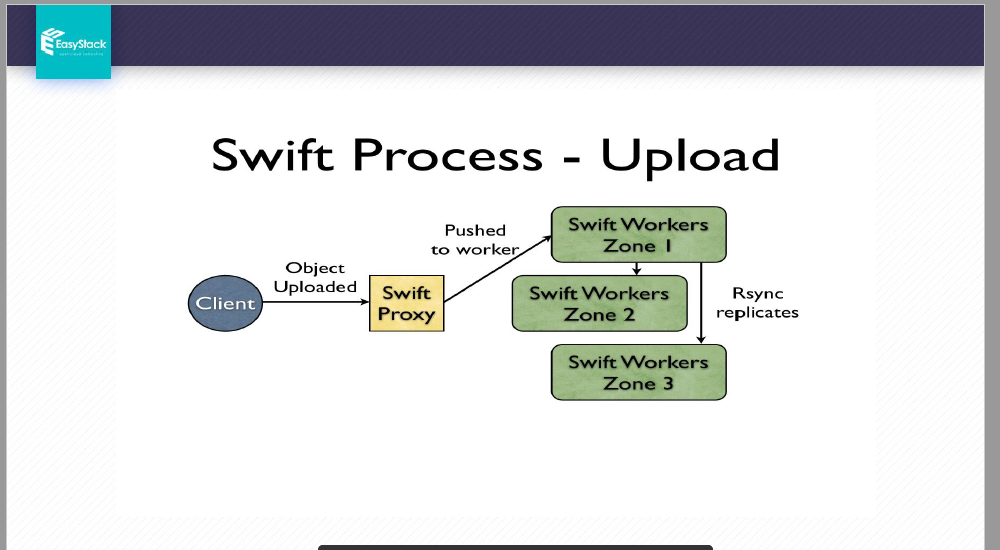 EasyStack
Swift Process - Upload
Pushed
to worker
Swift Workers
Zone 1
Object
Uploaded
Client
Swift
Proxy
Swift Workers
Zone 2
Rsync
replicates
Swift Workers
Zone 3